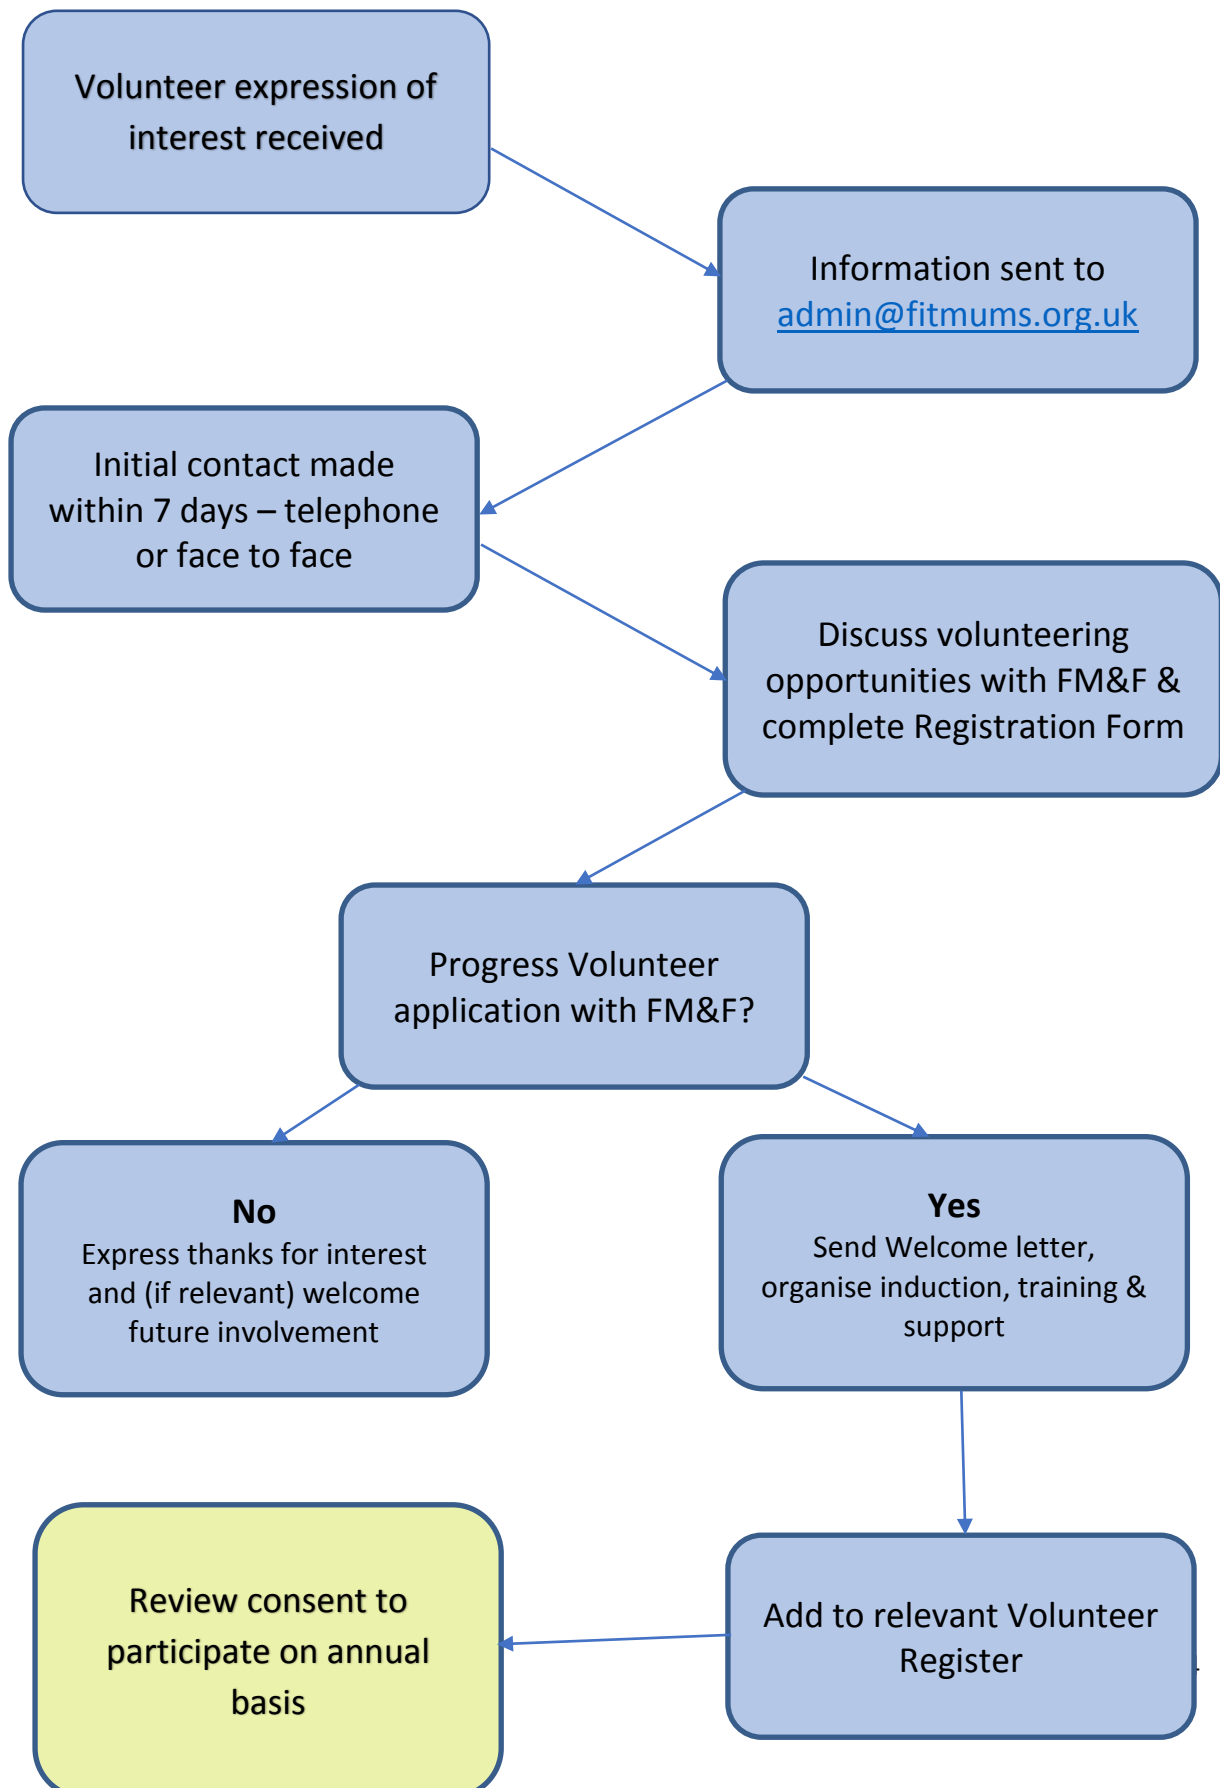 Volunteer expression of
interest received
Information sent to
admin@fitmums.org.uk
Initial contact made
within 7 days – telephone
or face to face
Discuss volunteering
opportunities with FM&F &
complete Registration Form
Progress Volunteer
application with FM&F?
No
Express thanks for interest
and (if relevant) welcome
future involvement
Yes
Send Welcome letter,
organise induction, training &
support
Add to relevant Volunteer
Register
Review consent to
participate on annual
basis